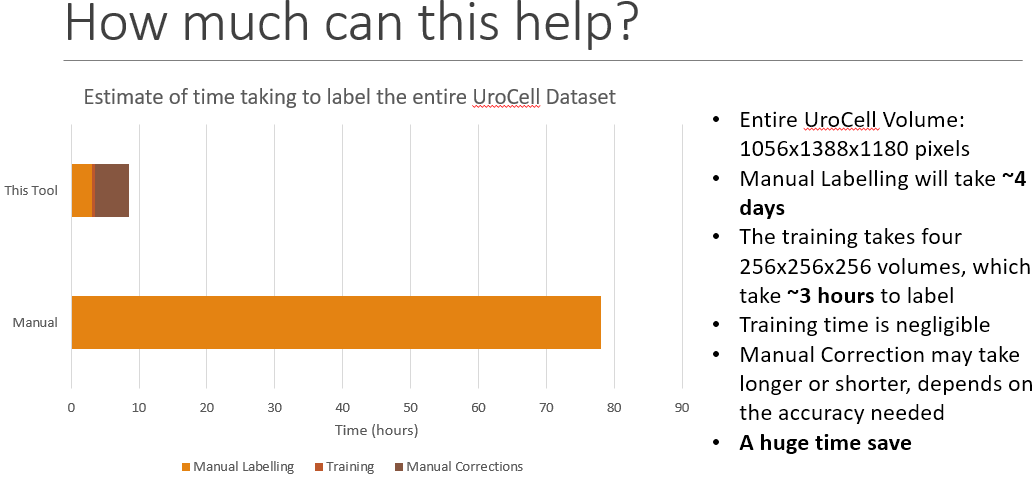 How much can this help?
Estimate of time taking to label the entire UroCell Dataset
This Tool
Manual
0 10 20 30 40 50 60 70 80 90
Time (hours)
Manual Labelling Training Manual Corrections
• Entire UroCell Volume:
1056x1388x1180 pixels
• Manual Labelling will take ~4
days
• The training takes four
256x256x256 volumes, which
take ~3 hours to label
• Training time is negligible
• Manual Correction may take
longer or shorter, depends on
the accuracy needed
• A huge time save